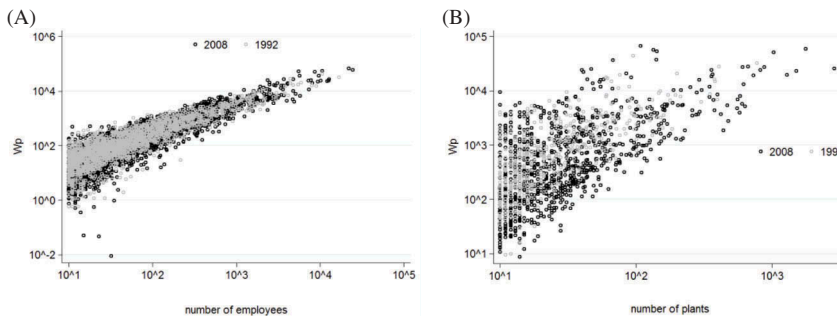 (A)
10^6
10^4
10^2
10^0
10^-2
Wp
2008 1992
10^1 10^2 10^3 10^4 10^5
number of employees
(B)
10^5
10^4
10^3
10^2
10^1
Wp
2008 199
10^1 10^2 10^3
number of plants